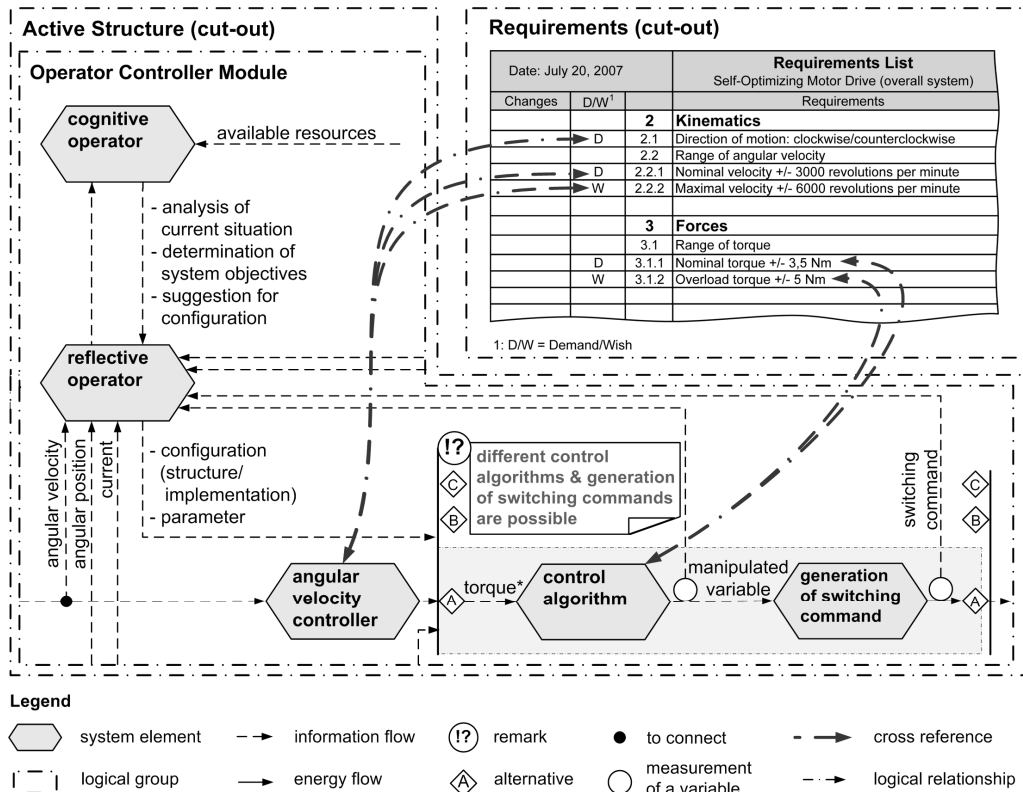 Active Structure (cut-out)
Operator Controller Module
cognitive
operator
available resources
- analysis of
current situation
- determination of
system objectives
- suggestion for
configuration
reflective
operator
angular velocity
angular position
current
- configuration
(structure/
implementation)
- parameter
Requirements (cut-out)
Date: July 20, 2007
Requirements List
Self-Optimizing Motor Drive (overall system)
Changes D/W1 Requirements
2 Kinematics
D 2.1 Direction of motion: clockwise/counterclockwise
2.2 Range of angular velocity
D 2.2.1 Nominal velocity +/- 3000 revolutions per minute
W 2.2.2 Maximal velocity +/- 6000 revolutions per minute
3 Forces
3.1 Range of torque
D 3.1.1 Nominal torque +/- 3,5 Nm
W 3.1.2 Overload torque +/- 5 Nm
1: D/W = Demand/Wish
!?
different control
algorithms & generation
of switching commands
are possible
C
B
switching
command
C
B
angular
velocity
controller
A
torque*
control
algorithm
manipulated
variable
generation
of switching
command
A
Legend
system element
information flow
!? remark
to connect
cross reference
logical group
energy flow
A alternative
measurement
of a variable
logical relationship